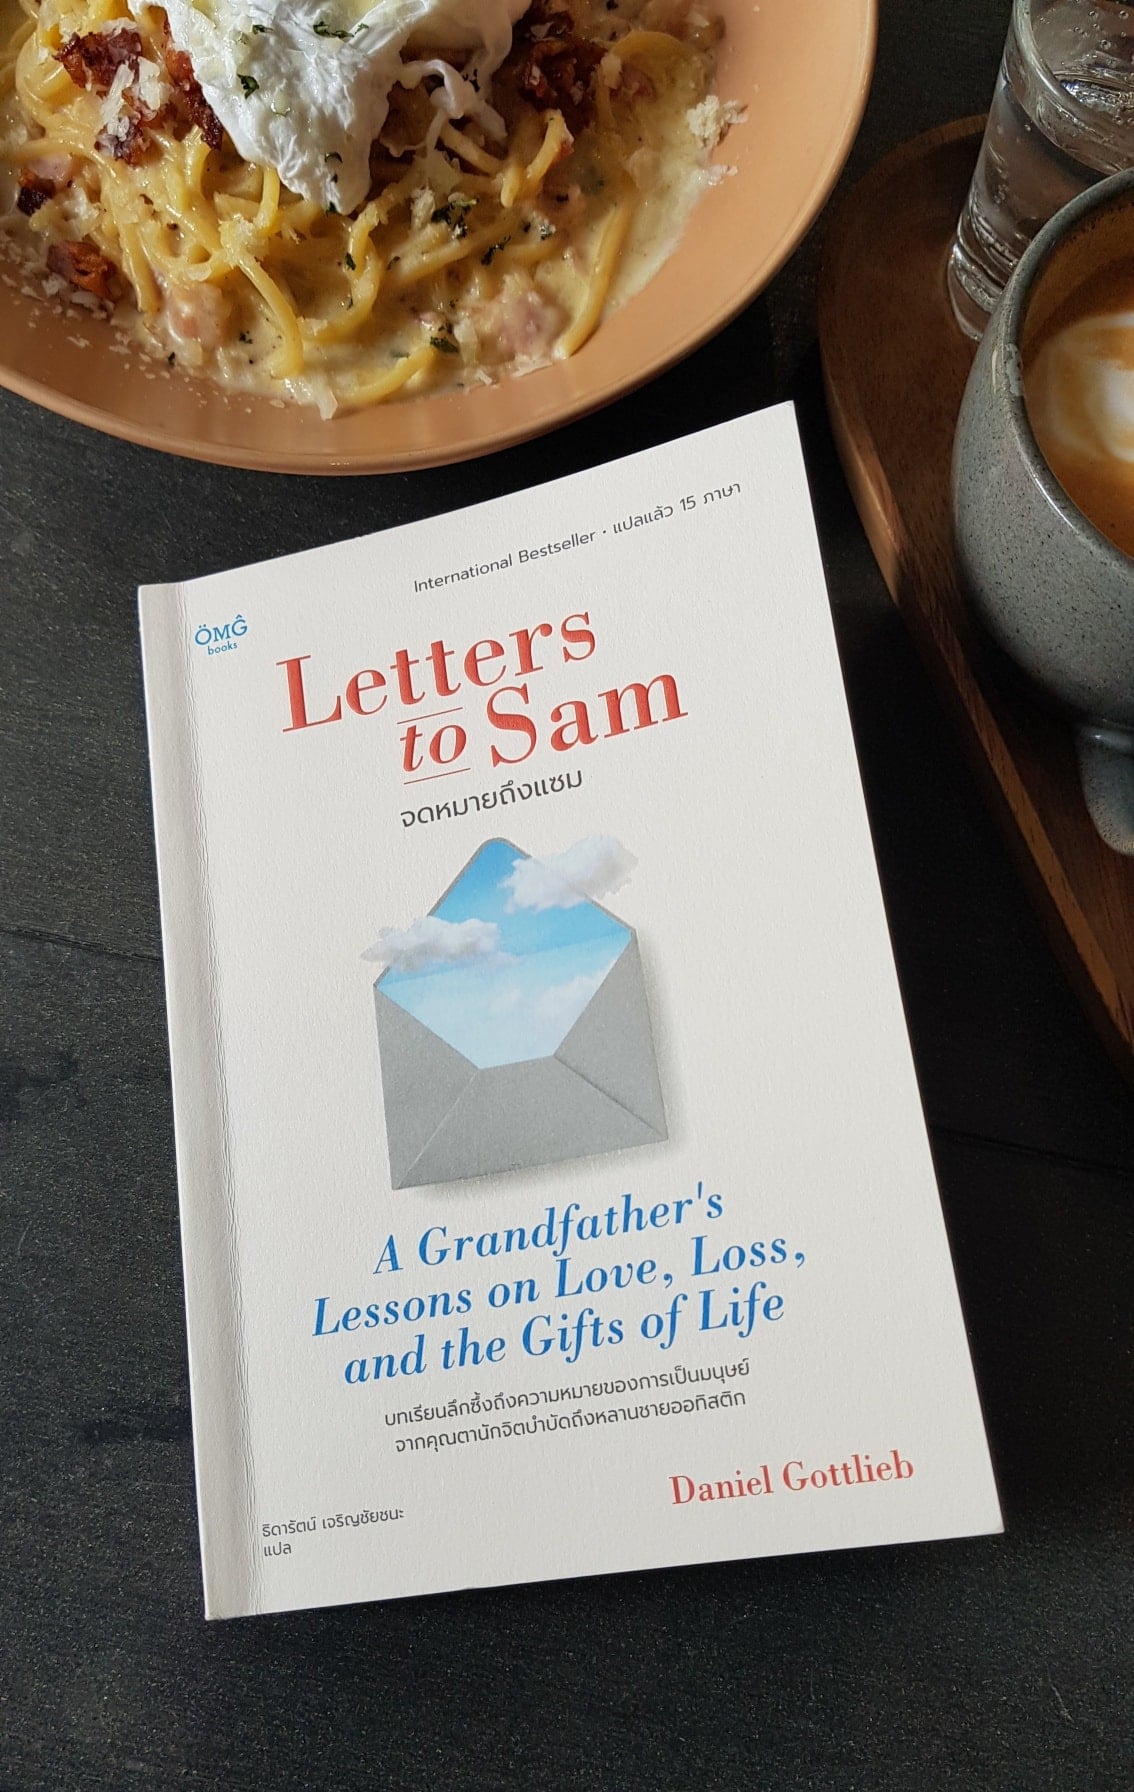 International Bestseller · แปลแล้ว 15 ภาษา
ÖMĜ
books
Letters
to Sam
จดหมายถึงแซม
A Grandfather's
Lessons on Love, Loss,
and the Gifts of Life
บทเรียนลึกซึ้งถึงความหมายของการเป็นมนุษย์
จากคุณตานักจิตบำบัดถึงหลานชายออทิสติก
Daniel Gottlieb
ธิดารัตน์ เจริญชัยชนะ
แปล